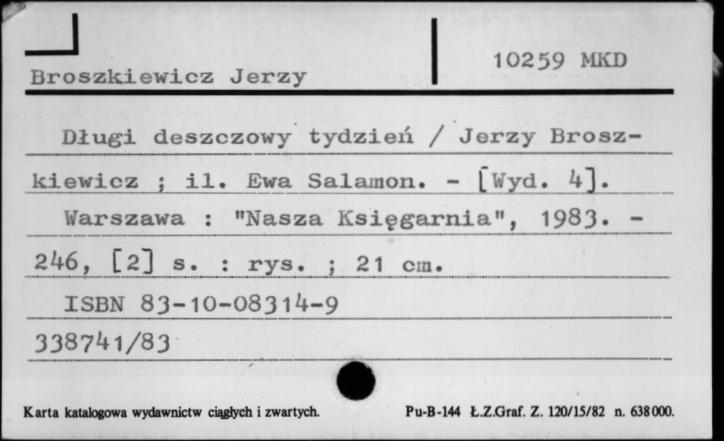 10259 MKD
Broszkiewicz Jerzy
Długi deszczowy tydzień / Jerzy Brosz-
kiewicz ; il. Ewa Salamon. - [Wyd. 4].
Warszawa : "Nasza Księgarnia", 1983. -
246, [2] s. : rys. ; 21 cm.
ISBN 83-10-08314-9
338741/83
Karta katalogowa wydawnictw ciągłych i zwartych. Pu-B-144 Ł.Z.Graf. Z. 120/15/82 n. 638000.